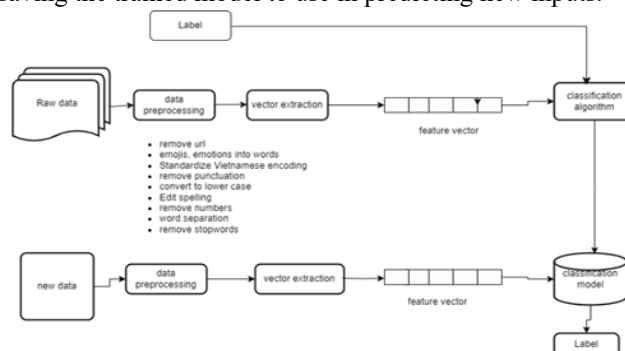 saving the trained model to use in predicting new inputs.
Label
Raw data
data
preprocessing
vector extraction
feature vector
classification
algorithm
remove url
emojis, emotions into words
Standardize Vietnamese encoding
remove punctuation
convert to lower case
Edit spelling
remove numbers
word separation
remove stopwords
new data
data
preprocessing
vector extraction
feature vector
classification
model
Label